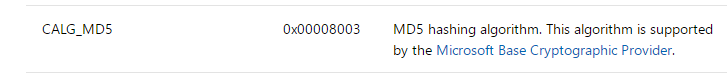 CALG_MD5 0x00008003 MD5 hashing algorithm. This algorithm is supported
by the Microsoft Base Cryptographic Provider.